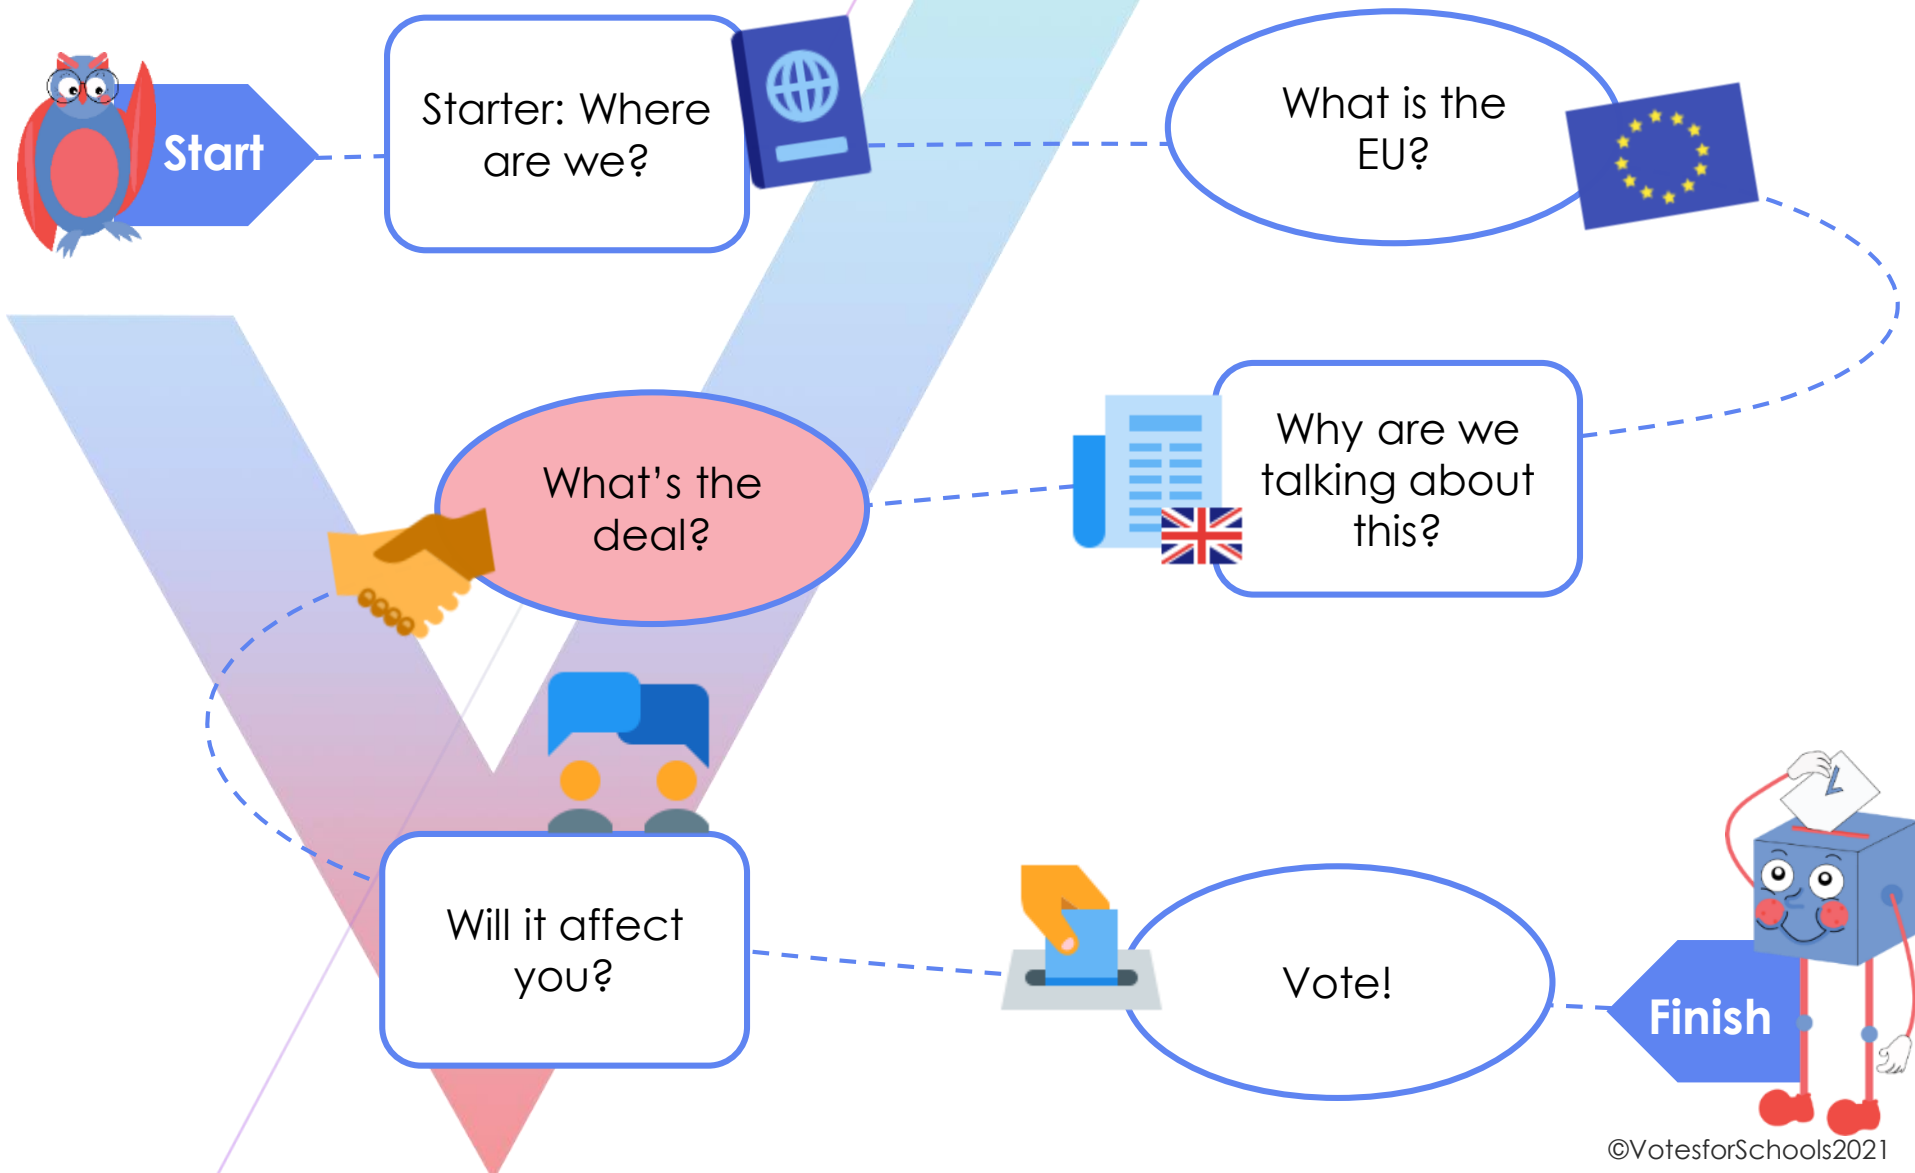 Start
Starter: Where
are we?
What is the
EU?
Why are we
talking about
this?
What’s the
deal?
Will it affect
you?
Vote!
Finish
©VotesforSchools2021